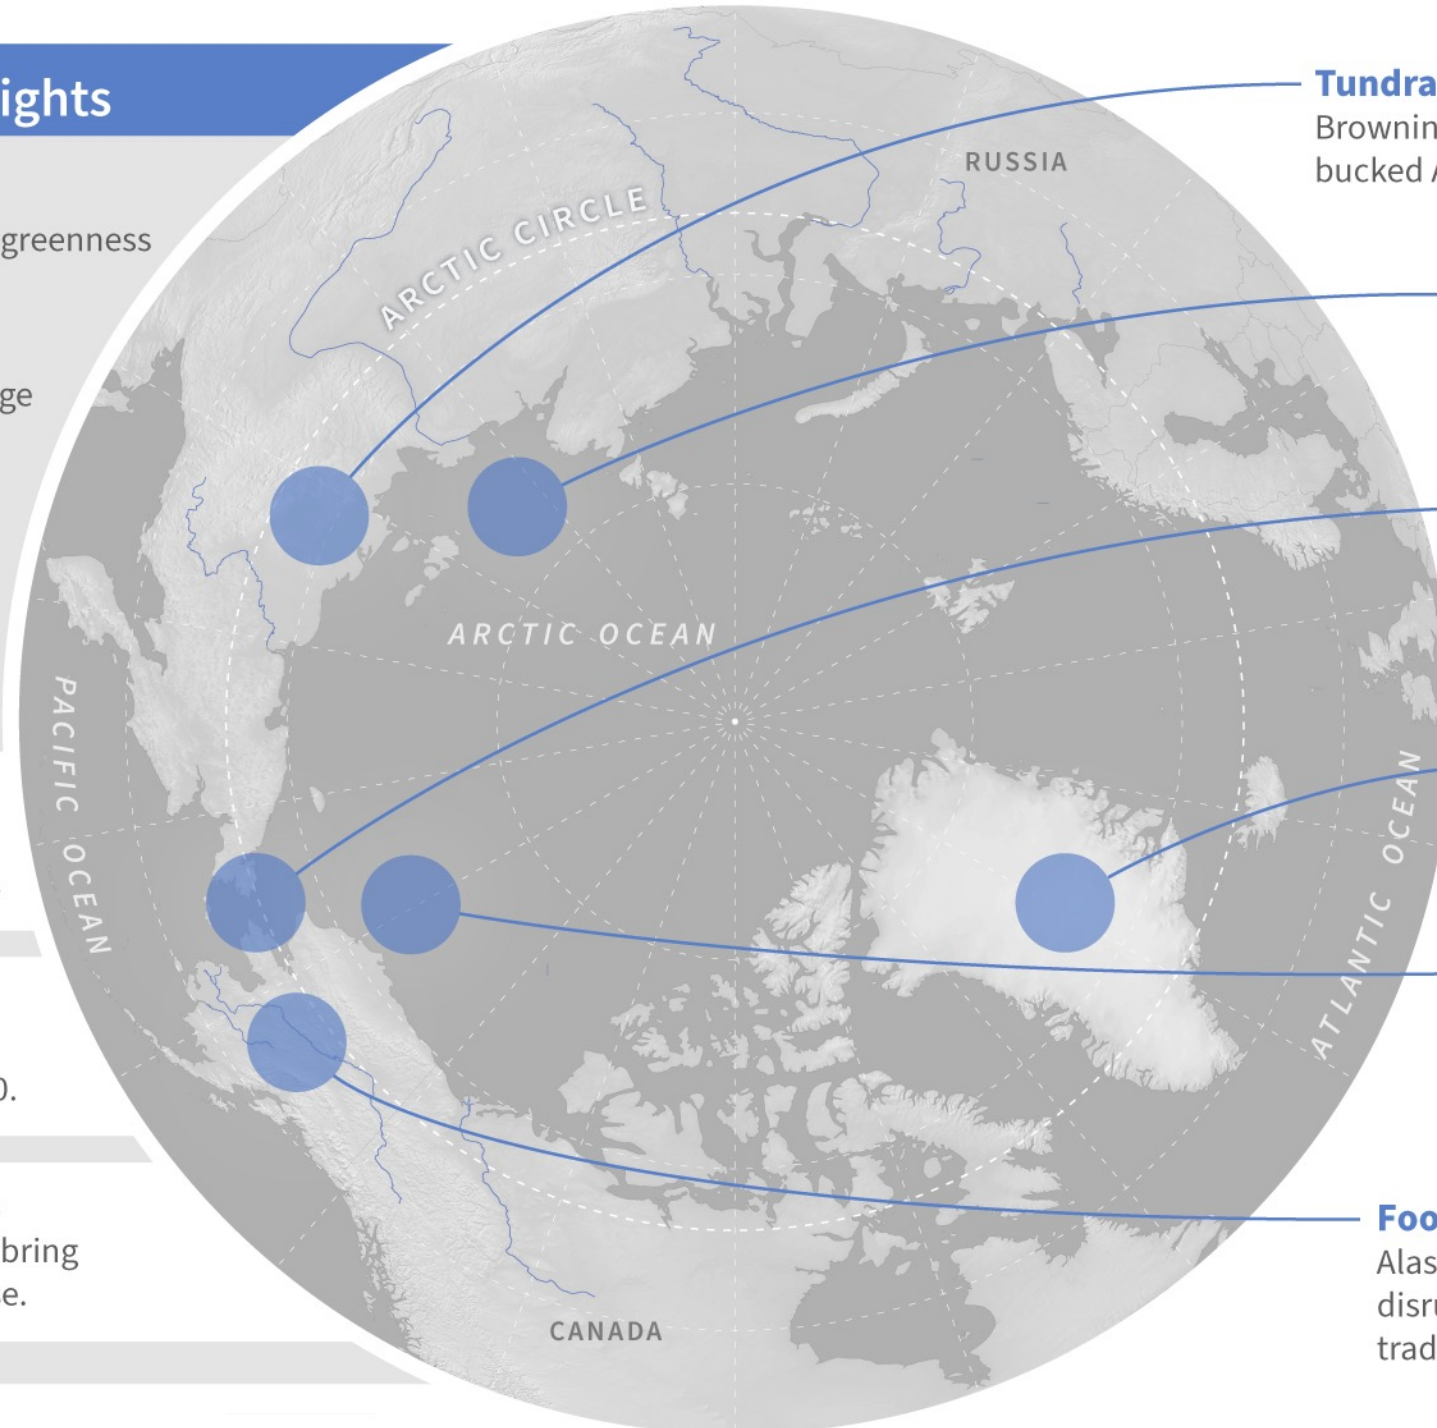 ights
greenness
ge
0.
bring
e.
Tundra
Brownin
bucked A
RUSSIA
ARCTIC CIRCLE
ARCTIC OCEAN
PACIFIC OCEAN
ATLANTIC OCEAN
CANADA
Foo
Alas
disru
trad